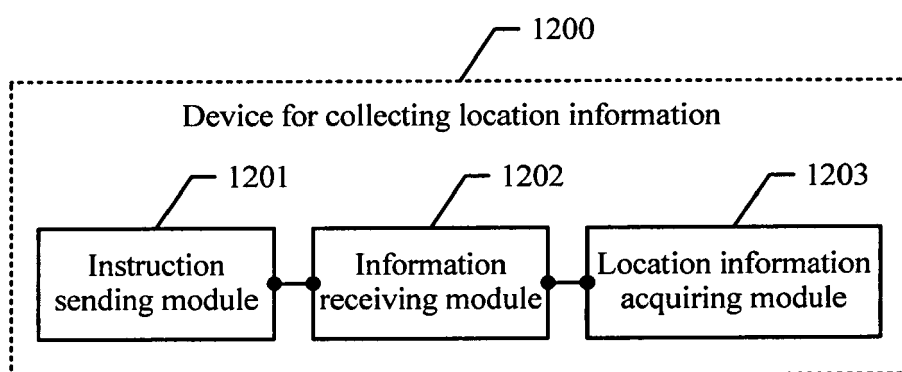 1200
Device for collecting location information
1201
1202
1203
Instruction
sending module
Information
receiving module
Location information
acquiring module